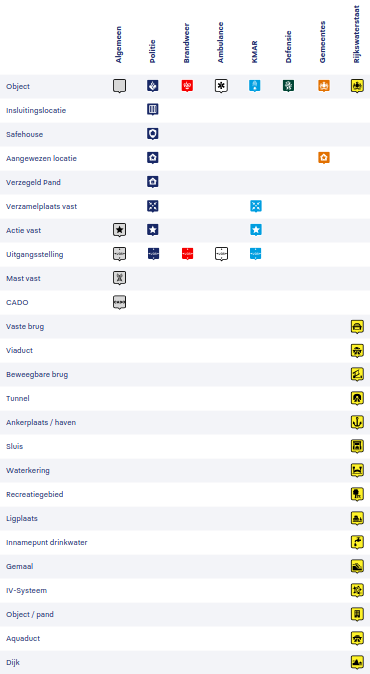 Algemeen
Politie
Brandweer
Ambulance
KMAR
Defensie
Gemeentes
Rijkswaterstaat
Object
Insluitingslocatie
Safehouse
Aangewezen locatie
Verzegeld Pand
Verzamelplaats vast
Actie vast
Uitgangsstelling
Mast vast
CADO
Vaste brug
Viaduct
Beweegbare brug
Tunnel
Ankerplaats / haven
Sluis
Waterkering
Recreatiegebied
Ligplaats
Innamepunt drinkwater
Gemaal
IV-Systeem
Object / pand
Aquaduct
Dijk